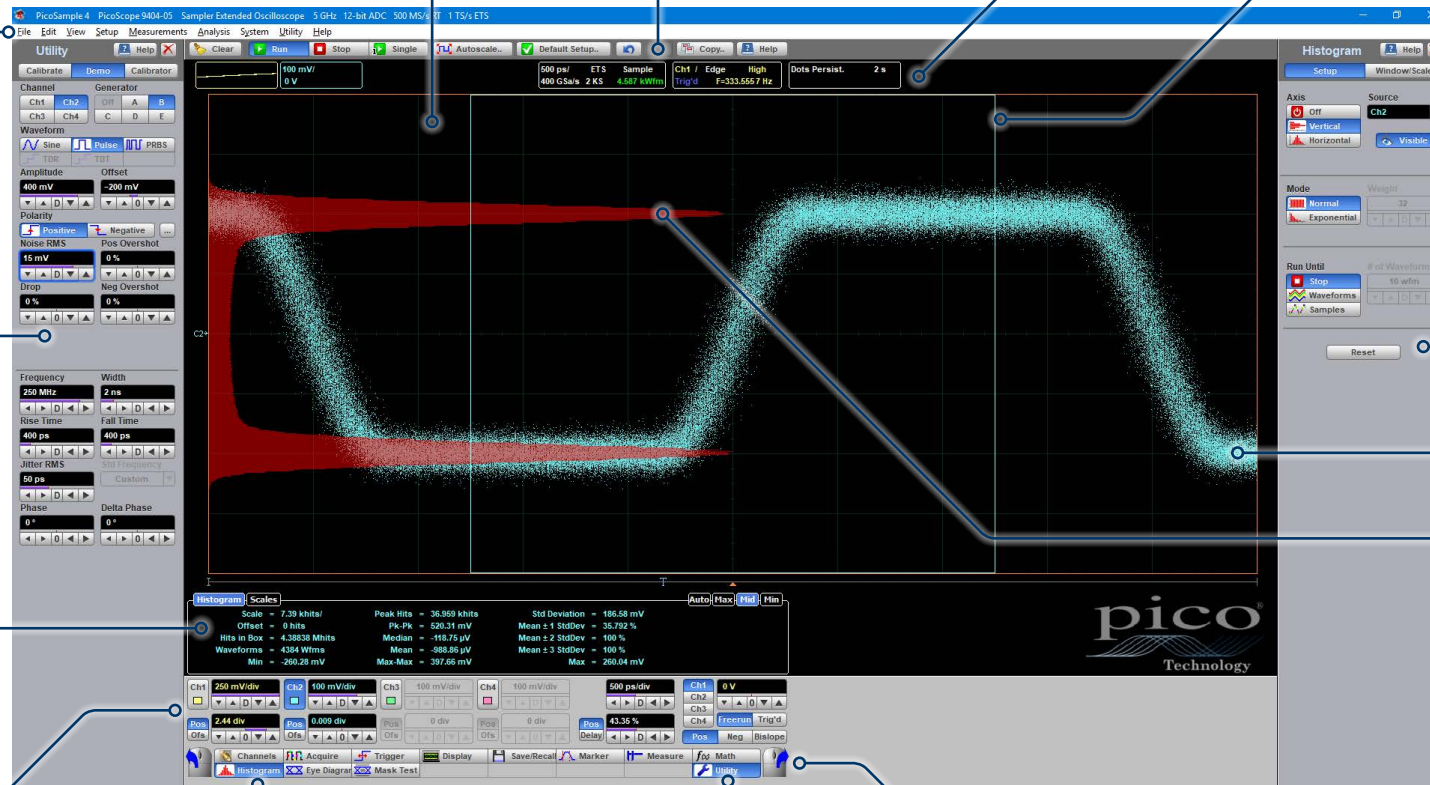 PicoSample 4 PicoScope 9404-05 Sampler Extended Oscilloscope 5 GHz 12-bit ADC 500 MS/s RT 1 TS/s ETS
File Edit View Setup Measurements Analysis System Utility Help
Utility Help
Clear Run Stop Single Autoscale.. Default Setup.. Copy.. Help
Histogram Help
Calibrate Demo Calibrator
Channel Generator
Ch1 Ch2 Off A B
Ch3 Ch4 C D E
Waveform
Sine Pulse PRBS
TDR TDT
Amplitude Offset
400 mV -200 mV
D 0
Polarity
Positive Negative ...
Noise RMS Pos Overshot
15 mV 0 %
D 0
Drop Neg Overshot
0 % 0 %
0 0
Frequency Width
250 MHz 2 ns
D D
Rise Time Fall Time
400 ps 400 ps
D D
Jitter RMS Std Frequency
50 ps Custom
D
Phase Delta Phase
0 ° 0 °
0 0
100 mV/
0 V
500 ps/ ETS Sample
400 GSa/s 2 KS 4.587 kWfm
Ch1 / Edge High
Trig'd F=333.5557 Hz
Dots Persist. 2 s
C2
T
Setup Window/Scale
Axis Source
Off Ch2
Vertical
Horizontal Visible
Mode Weight
Normal 32
Exponential D
Run Until # of Waveforms
Stop 16 wfm
Waveforms D
Samples
Reset
Histogram Scales Auto Max Mid Min
Scale = 7.39 khits/ Peak Hits = 36.959 khits Std Deviation = 186.58 mV
Offset = 0 hits Pk-Pk = 520.31 mV Mean ± 1 StdDev = 35.792 %
Hits in Box = 4.38838 Mhits Median = -118.75 µV Mean ± 2 StdDev = 100 %
Waveforms = 4384 Wfms Mean = -988.86 µV Mean ± 3 StdDev = 100 %
Min = -260.28 mV Max-Max = 397.66 mV Max = 260.04 mV
pico
Technology
Ch1 250 mV/div Ch2 100 mV/div Ch3 100 mV/div Ch4 100 mV/div 500 ps/div Ch1 0 V
D D D D D Ch2 0
Ch3
Pos 2.44 div Pos 0.009 div Pos 0 div Pos 0 div Pos 43.35 % Ch4 Freerun Trig'd
Ofs 0 Ofs 0 Ofs 0 Ofs 0 Delay D Pos Neg Bislope
Channels Acquire Trigger Display Save/Recall Marker Measure f(x) Math
Histogram Eye Diagram Mask Test Utility